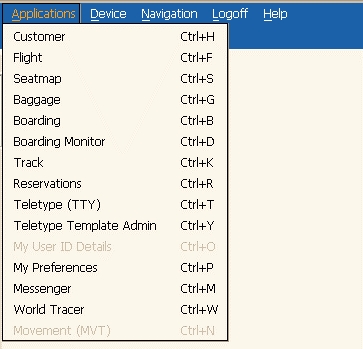 Applications Device Navigation Logoff Help
Customer Ctrl+H
Flight Ctrl+F
Seatmap Ctrl+S
Baggage Ctrl+G
Boarding Ctrl+B
Boarding Monitor Ctrl+D
Track Ctrl+K
Reservations Ctrl+R
Teletype (TTY) Ctrl+T
Teletype Template Admin Ctrl+Y
My User ID Details Ctrl+O
My Preferences Ctrl+P
Messenger Ctrl+M
World Tracer Ctrl+W
Movement (MVT) Ctrl+N